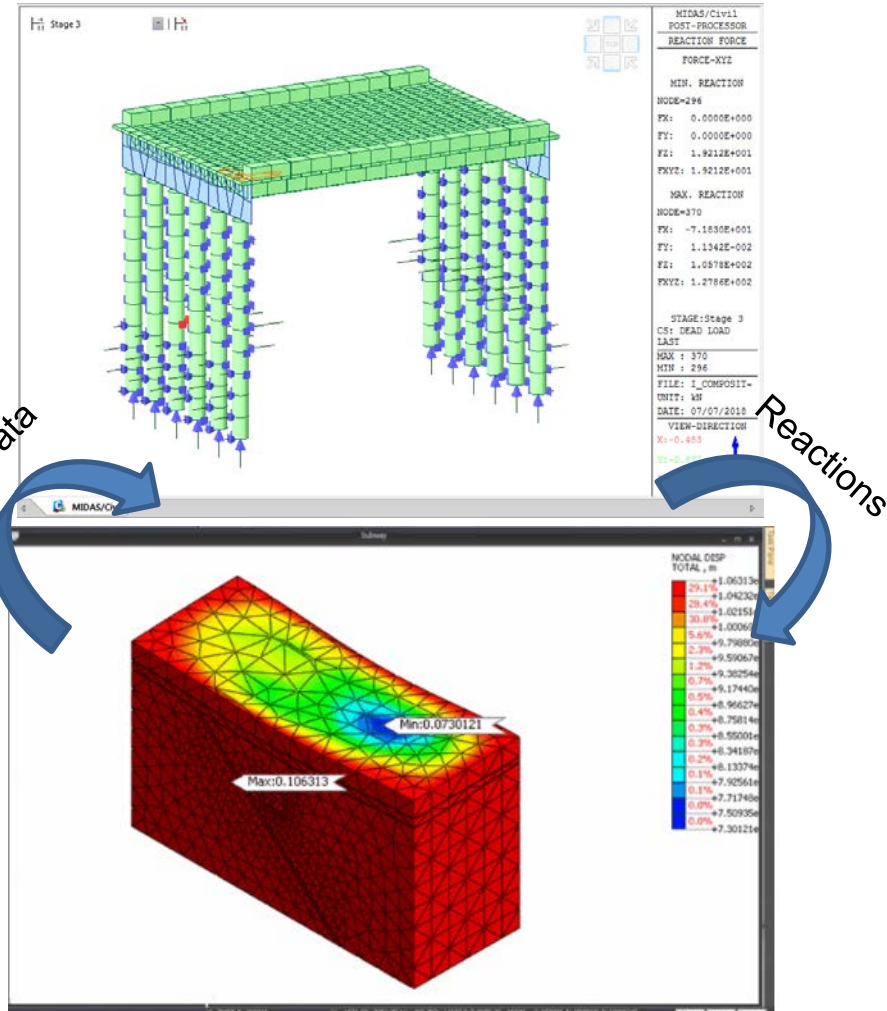 Stage 3
MIDAS/Civil
POST-PROCESSOR
REACTION FORCE
FORCE-XYZ
MIN. REACTION
NODE=296
FX: 0.0000E+000
FY: 0.0000E+000
FZ: 1.9212E+001
FXYZ: 1.9212E+001
MAX. REACTION
NODE=370
FX: -7.1830E+001
FY: 1.1342E-002
FZ: 1.0578E+002
FXYZ: 1.2786E+002
STAGE:Stage 3
CS: DEAD LOAD
LAST
MAX : 370
MIN : 296
FILE: I_COMPOSIT~
UNIT: kN
DATE: 07/07/2018
VIEW-DIRECTION
X:-0.483
ata
Reactions
MIDAS/Civ
Subway
NODAL DISP
TOTAL , m
+1.06313e
29.1%
+1.04232e
28.4%
+1.02151e
30.8%
+1.0006
5.6%
+9.79880e
2.3%
+9.59067e
1.2%
+9.38254e
0.7%
+9.17440e
0.5%
+8.96627e
0.4%
+8.75814e
0.3%
+8.55001e
0.3%
+8.34187e
0.2%
+8.13374e
0.1%
+7.92561e
0.1%
+7.71748e
0.0%
+7.50935e
0.0%
+7.30121e
Min:0.0730121
Max:0.106313